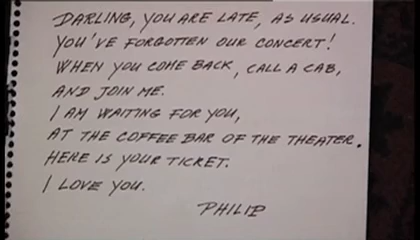 DARLING, YOU ARE LATE, AS USUAL.
YOU'VE FORGOTTEN OUR CONCERT!
WHEN YOU COME BACK, CALL A CAB,
AND JOIN ME.
I AM WAITING FOR YOU,
AT THE COFFEE BAR OF THE THEATER.
HERE IS YOUR TICKET.
I LOVE YOU.
PHILIP